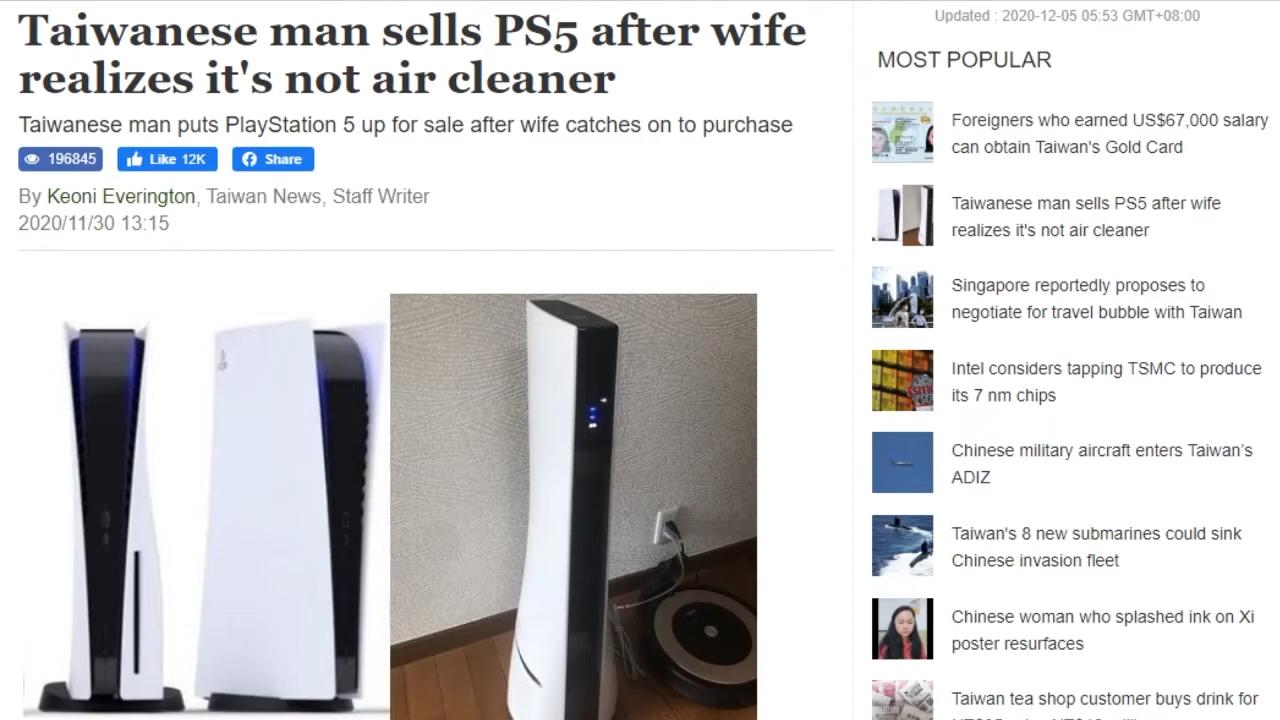 Taiwanese man sells PS5 after wife
realizes it's not air cleaner
Taiwanese man puts PlayStation 5 up for sale after wife catches on to purchase
196845
Like 12K
Share
By Keoni Everington, Taiwan News, Staff Writer
2020/11/30 13:15
Updated : 2020-12-05 05:53 GMT+08:00
MOST POPULAR
Foreigners who earned US$67,000 salary
can obtain Taiwan's Gold Card
Taiwanese man sells PS5 after wife
realizes it's not air cleaner
Singapore reportedly proposes to
negotiate for travel bubble with Taiwan
Intel considers tapping TSMC to produce
its 7 nm chips
Chinese military aircraft enters Taiwan’s
ADIZ
Taiwan's 8 new submarines could sink
Chinese invasion fleet
Chinese woman who splashed ink on Xi
poster resurfaces
Taiwan tea shop customer buys drink for